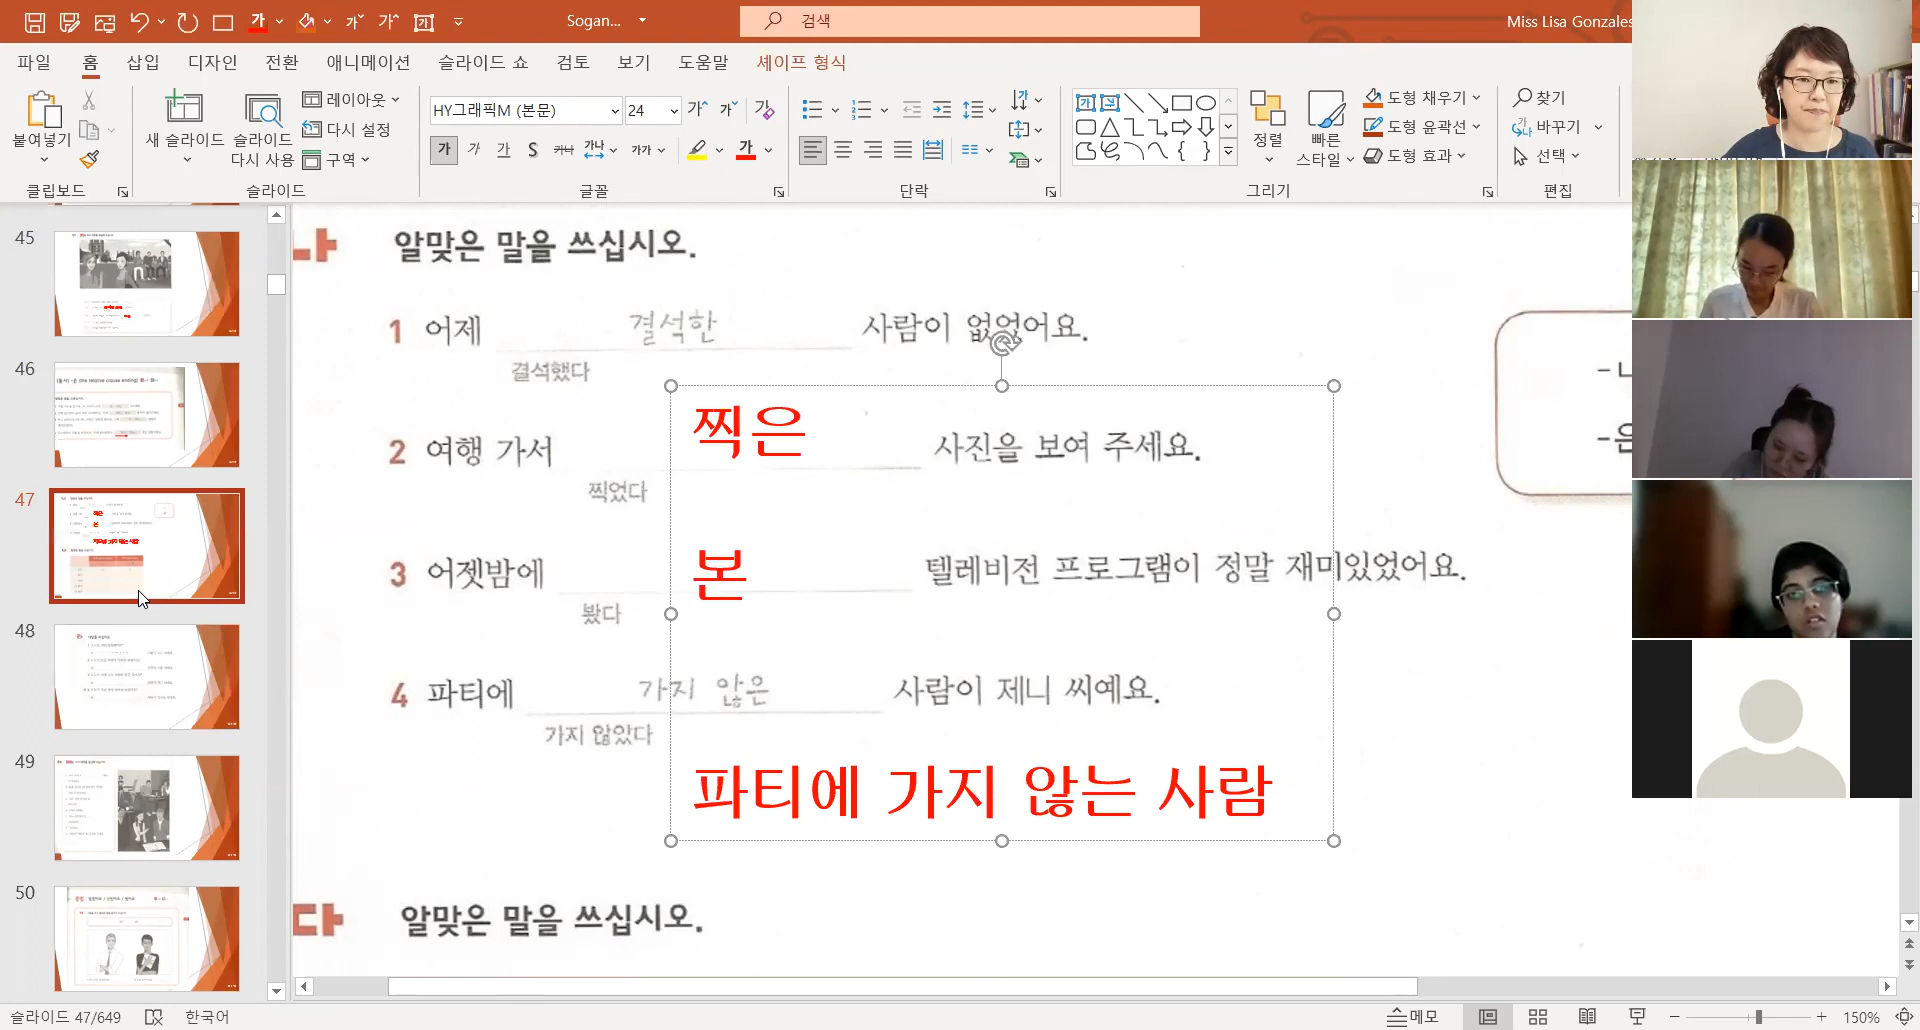 Sogan...
검색
Miss Lisa Gonzales
파일 홈 삽입 디자인 전환 애니메이션 슬라이드 쇼 검토 보기 도움말 셰이프 형식
붙여넣기
새 슬라이드
슬라이드 다시 사용
레이아웃
다시 설정
구역
HY그래픽M (본문) 24
정렬
빠른 스타일
도형 채우기
도형 윤곽선
도형 효과
찾기
바꾸기
선택
클립보드 슬라이드 글꼴 단락 그리기 편집
45
46
47
48
49
50
나 알맞은 말을 쓰십시오.
1 어제 결석한 사람이 없었어요.
결석했다
2 여행 가서 찍은 사진을 보여 주세요.
찍었다
3 어젯밤에 본 텔레비전 프로그램이 정말 재미있었어요.
봤다
4 파티에 가지 않은 사람이 제니 씨예요.
가지 않았다
파티에 가지 않는 사람
다 알맞은 말을 쓰십시오.
슬라이드 47/649 한국어 메모 150%